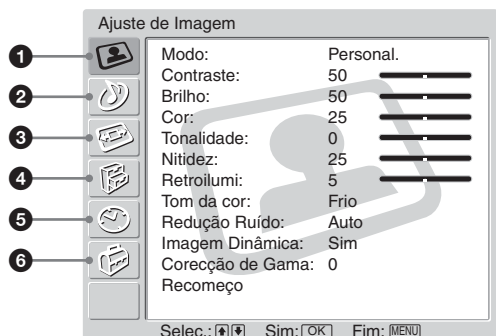 Ajuste de Imagem
1
2
3
4
5
6
Modo: Personal.
Contraste: 50
Brilho: 50
Cor: 25
Tonalidade: 0
Nitidez: 25
Retroilumi: 5
Tom da cor: Frio
Redução Ruído: Auto
Imagem Dinâmica: Sim
Corecção de Gama: 0
Recomeço
Selec.: Sim: OK Fim: MENU